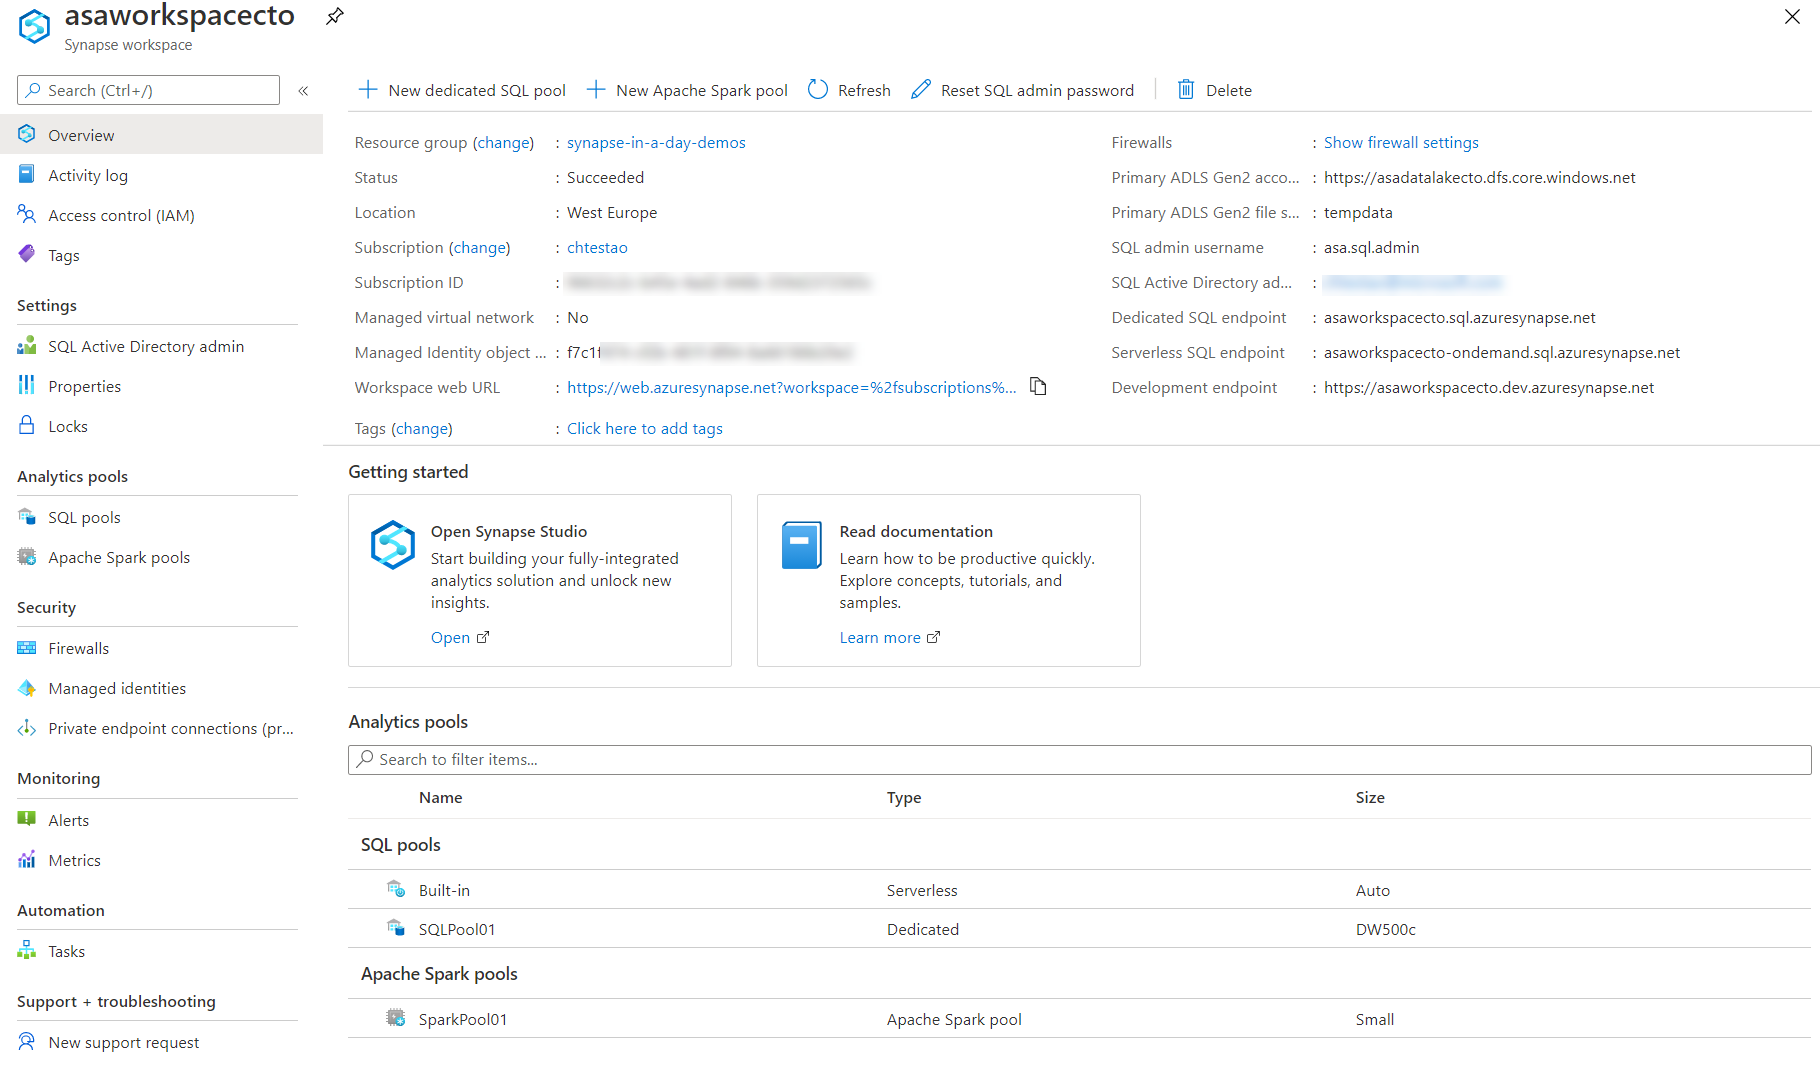 asaworkspacecto
Synapse workspace
Search (Ctrl+/)
«
Overview
Activity log
Access control (IAM)
Tags
Settings
SQL Active Directory admin
Properties
Locks
Analytics pools
SQL pools
Apache Spark pools
Security
Firewalls
Managed identities
Private endpoint connections (pr...
Monitoring
Alerts
Metrics
Automation
Tasks
Support + troubleshooting
New support request
New dedicated SQL pool New Apache Spark pool Refresh Reset SQL admin password Delete
Resource group (change) : synapse-in-a-day-demos
Status : Succeeded
Location : West Europe
Subscription (change) : chtestao
Subscription ID :
Managed virtual network : No
Managed Identity object ... : f7c1f
Workspace web URL : https://web.azuresynapse.net?workspace=%2fsubscriptions%...
Tags (change) : Click here to add tags
Firewalls : Show firewall settings
Primary ADLS Gen2 acco... : https://asadatalakecto.dfs.core.windows.net
Primary ADLS Gen2 file s... : tempdata
SQL admin username : asa.sql.admin
SQL Active Directory ad... :
Dedicated SQL endpoint : asaworkspacecto.sql.azuresynapse.net
Serverless SQL endpoint : asaworkspacecto-ondemand.sql.azuresynapse.net
Development endpoint : https://asaworkspacecto.dev.azuresynapse.net
Getting started
Open Synapse Studio
Start building your fully-integrated
analytics solution and unlock new
insights.
Open
Read documentation
Learn how to be productive quickly.
Explore concepts, tutorials, and
samples.
Learn more
Analytics pools
Search to filter items...
Name Type Size
SQL pools
Built-in Serverless Auto
SQLPool01 Dedicated DW500c
Apache Spark pools
SparkPool01 Apache Spark pool Small